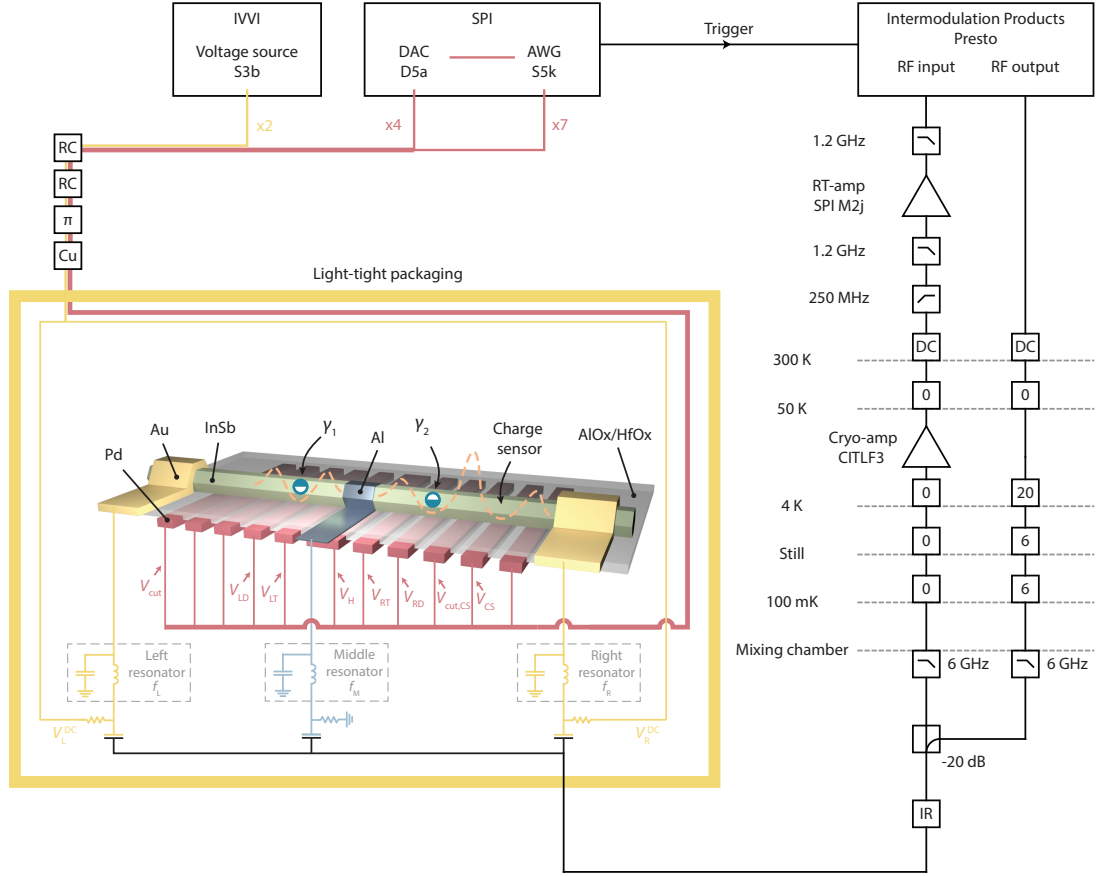 IVVI
Voltage source
S3b
SPI
DAC
D5a
AWG
S5k
Trigger
Intermodulation Products
Presto
RF input
RF output
x2
x4
x7
RC
RC
π
Cu
1.2 GHz
RT-amp
SPI M2j
1.2 GHz
250 MHz
DC
DC
300 K
0
0
50 K
Cryo-amp
CITLF3
0
20
4 K
0
6
Still
0
6
100 mK
Mixing chamber
6 GHz
6 GHz
-20 dB
IR
Light-tight packaging
Pd
Au
InSb
γ1
Al
γ2
Charge
sensor
AlOx/HfOx
Vcut
VLD
VLT
VH
VRT
VRD
Vcut,CS
VCS
Left
resonator
fL
Middle
resonator
fM
Right
resonator
fR
VLDC
VRDC